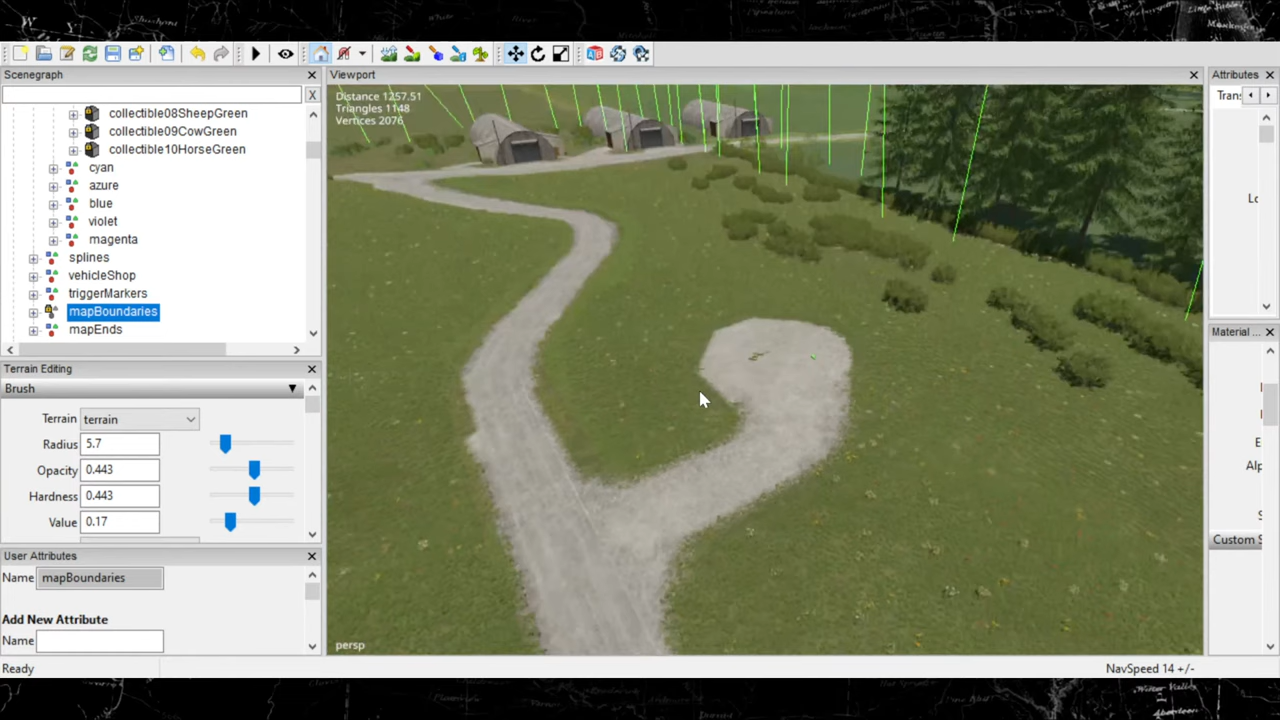 Scenegraph
X
collectible08SheepGreen
collectible09CowGreen
collectible10HorseGreen
cyan
azure
blue
violet
magenta
splines
vehicleShop
triggerMarkers
mapBoundaries
mapEnds
Terrain Editing
Brush
Terrain terrain
Radius 5.7
Opacity 0.443
Hardness 0.443
Value 0.17
User Attributes
Name mapBoundaries
Add New Attribute
Name
Ready
Viewport
Distance 1257.51
Triangles 1148
Vertices 2076
persp
Attributes
Trans
Lc
Material ...
E
Alp
Custom S
NavSpeed 14 +/-